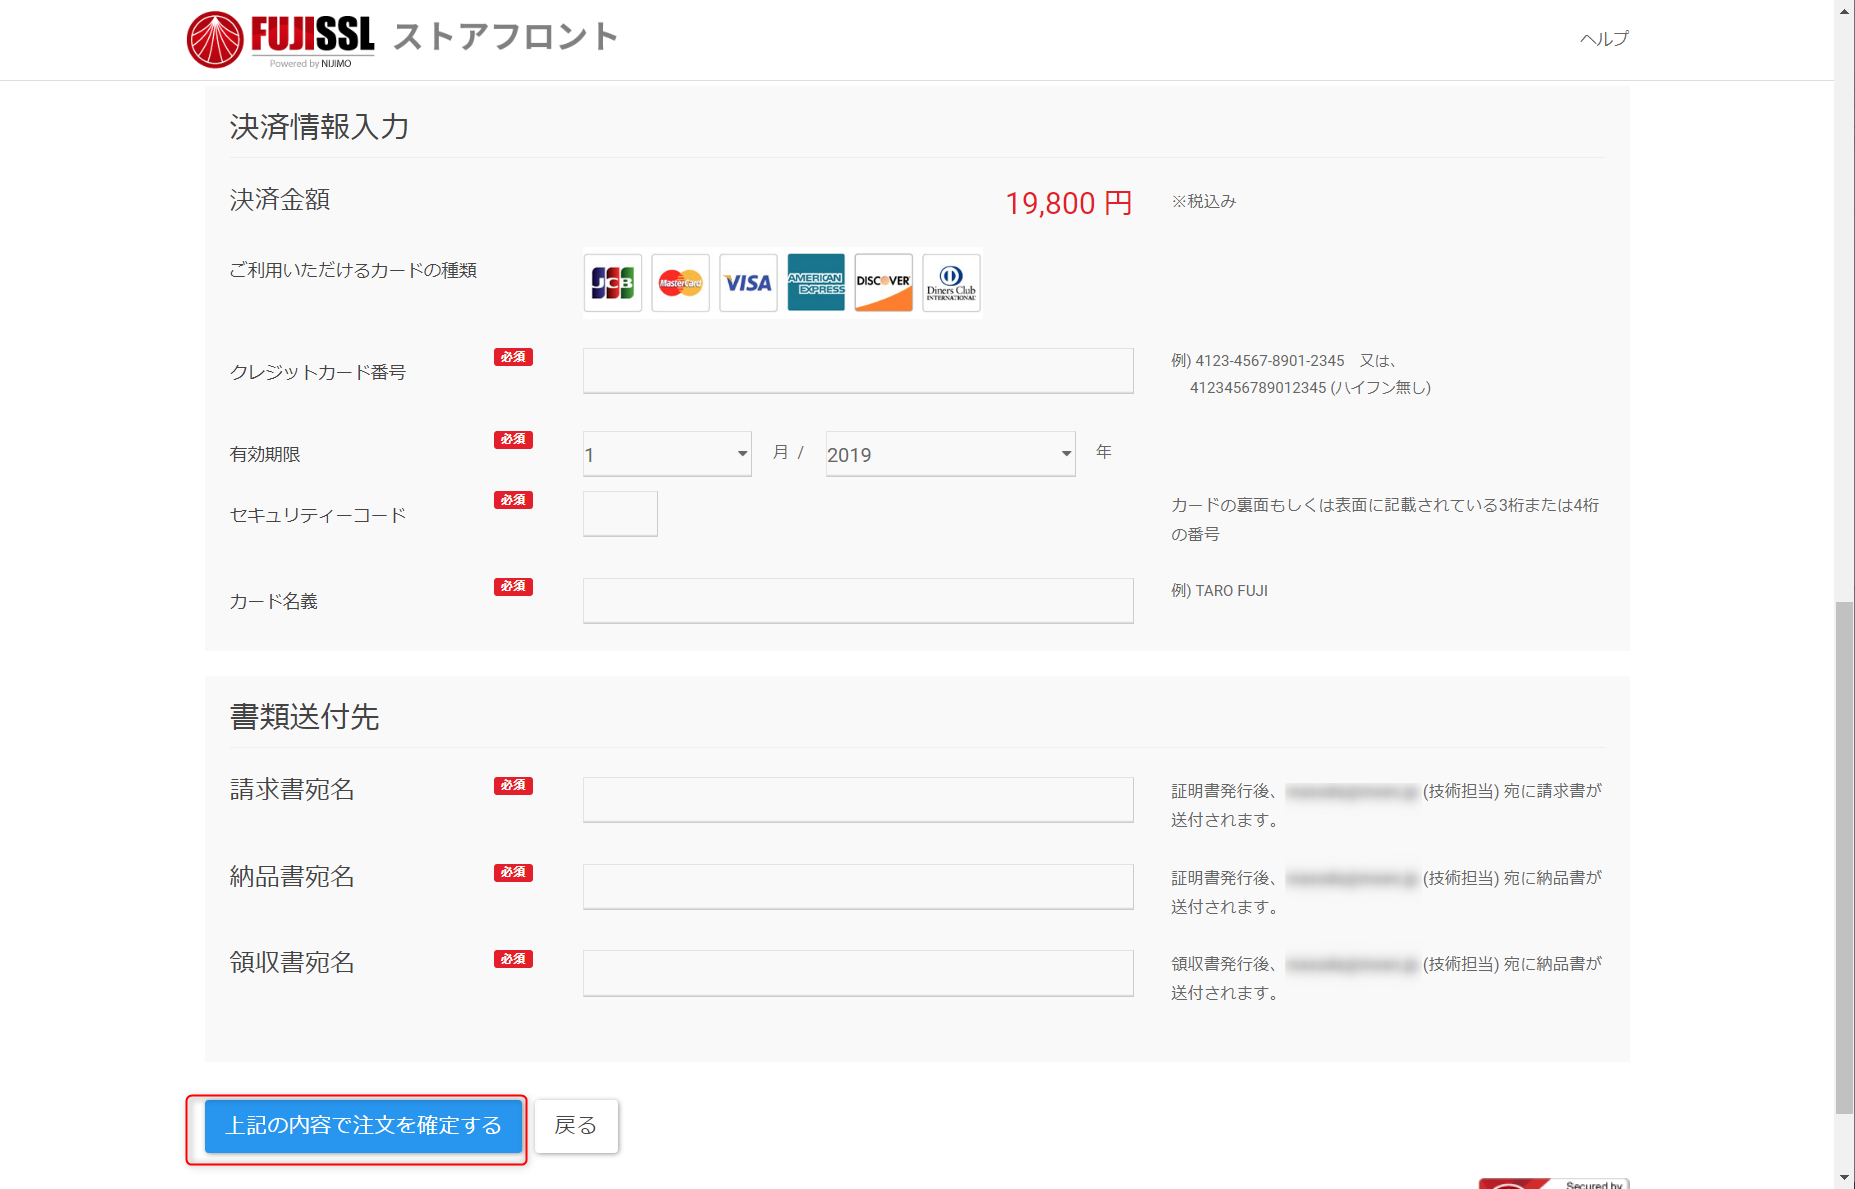 FUJISSL ストアフロント
Powered by NIJIMO
ヘルプ
決済情報入力
決済金額
19,800 円
※税込み
ご利用いただけるカードの種類
JCB
MasterCard
VISA
AMERICAN EXPRESS
DISCOVER
Diners Club INTERNATIONAL
クレジットカード番号
必須
例) 4123-4567-8901-2345 又は、
4123456789012345 (ハイフン無し)
有効期限
必須
1
月 /
2019
年
セキュリティーコード
必須
カードの裏面もしくは表面に記載されている3桁または4桁
の番号
カード名義
必須
例) TARO FUJI
書類送付先
請求書宛名
必須
証明書発行後、 (技術担当) 宛に請求書が
送付されます。
納品書宛名
必須
証明書発行後、 (技術担当) 宛に納品書が
送付されます。
領収書宛名
必須
領収書発行後、 (技術担当) 宛に納品書が
送付されます。
上記の内容で注文を確定する
戻る
Secured by